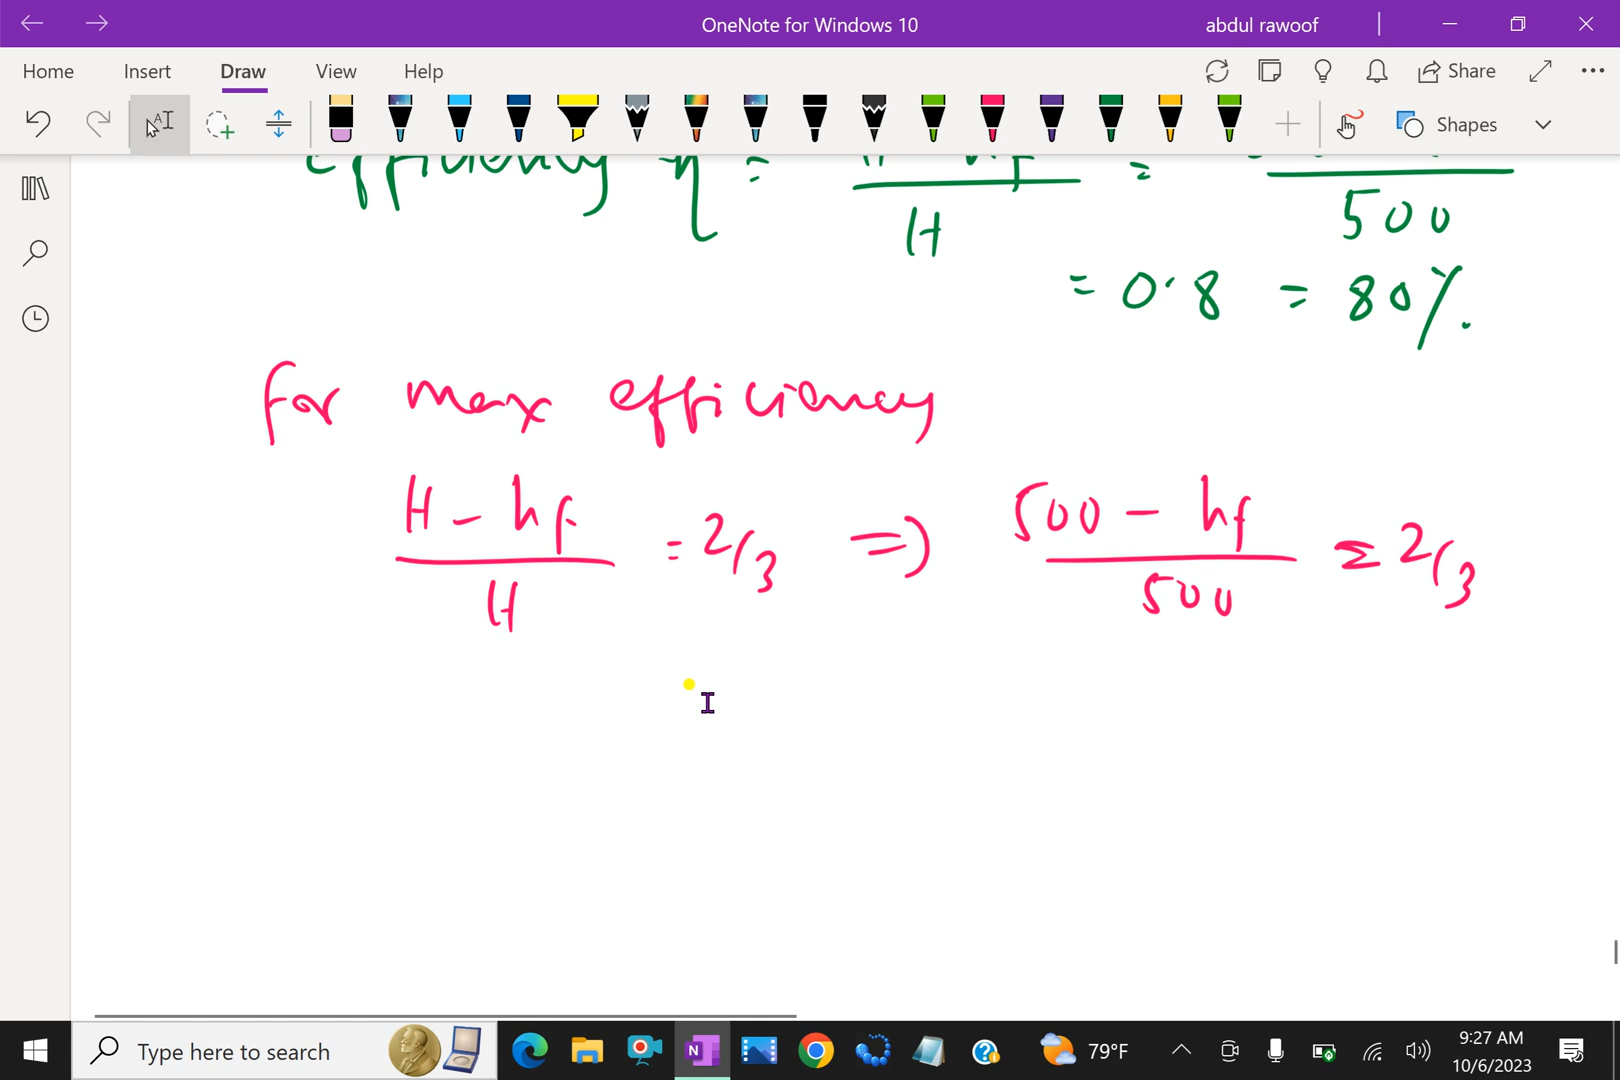 OneNote for Windows 10
abdul rawoof
Home Insert Draw View Help
Share
Shapes
efficiency η = H - hf / H = / 500
= 0.8 = 80%.
for max efficiency
H - hf / H = 2/3 ⇒ 500 - hf / 500 = 2/3
Type here to search
79°F
9:27 AM
10/6/2023